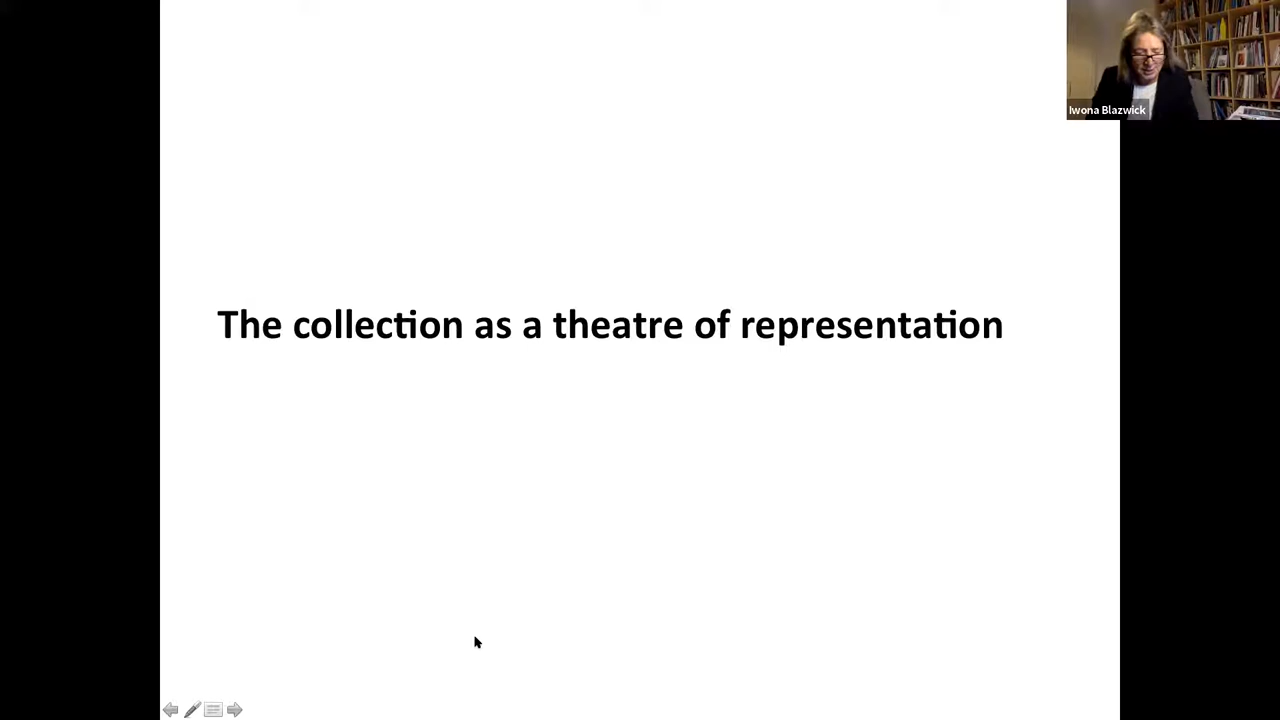 Iwona Blazwick
The collection as a theatre of representation